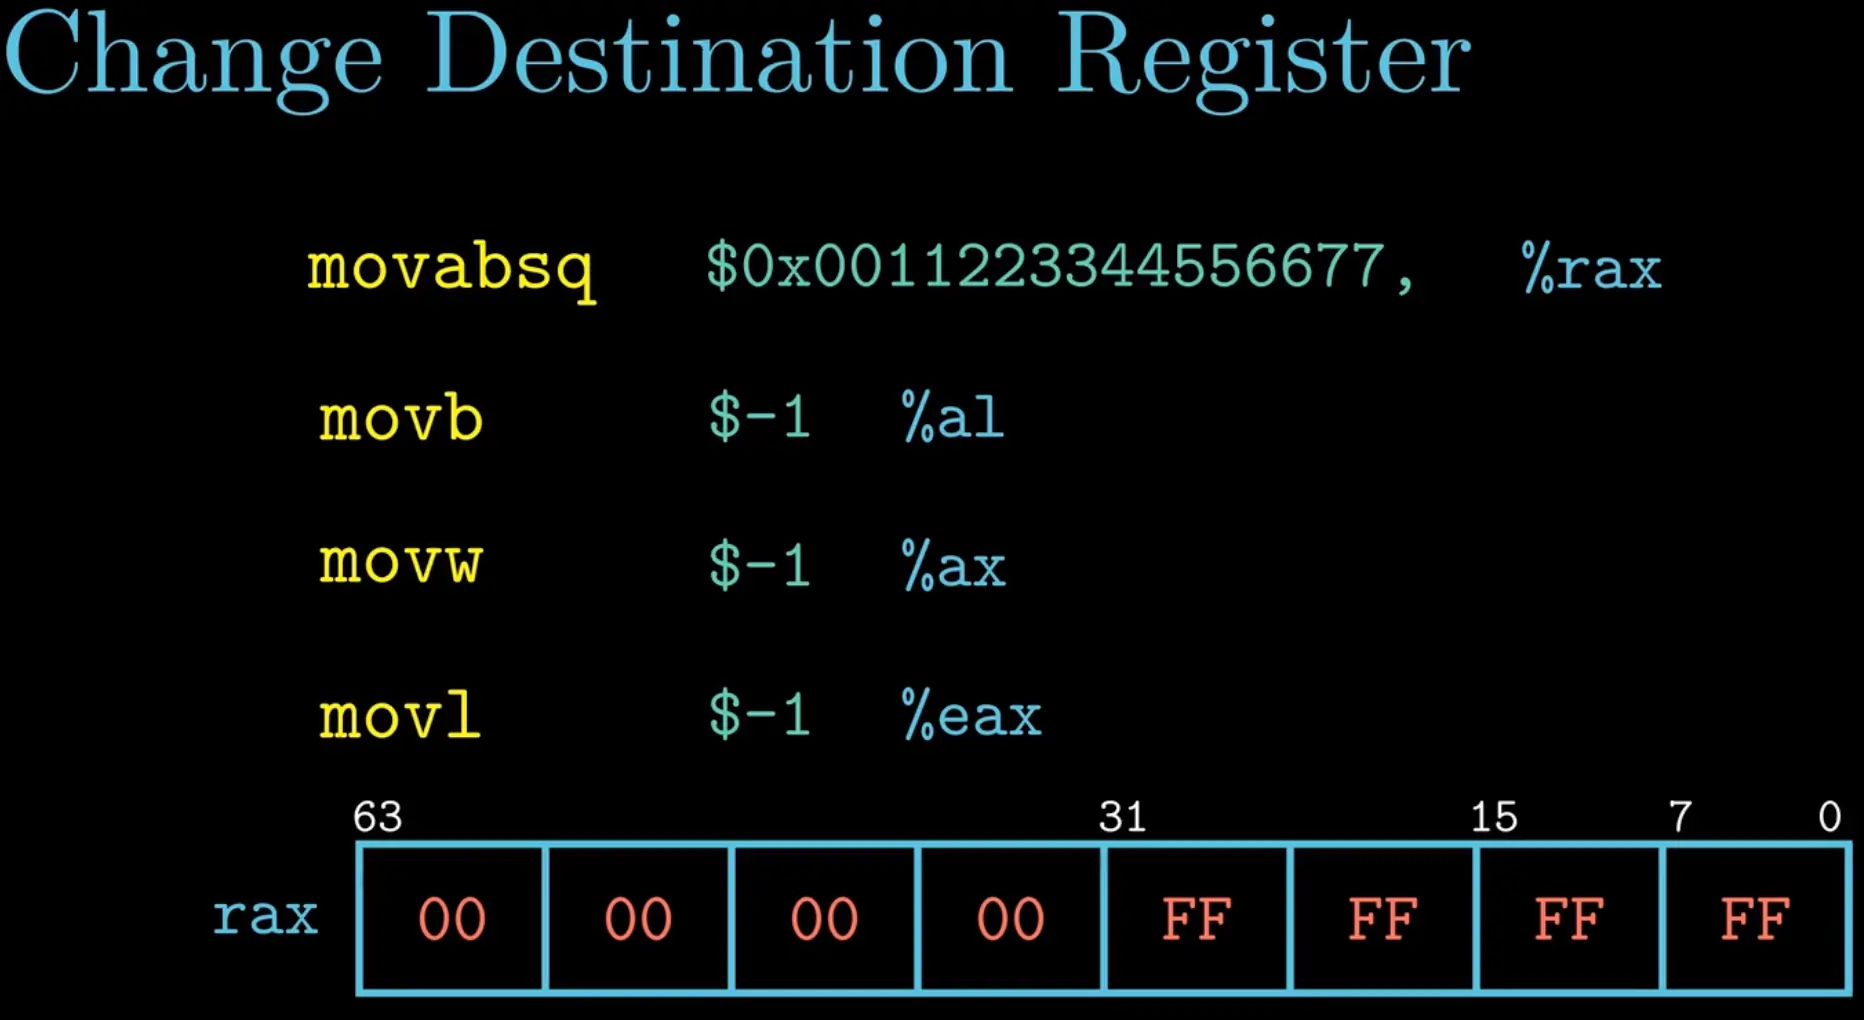 Change Destination Register
movabsq $0x0011223344556677, %rax
movb $-1 %al
movw $-1 %ax
movl $-1 %eax
63 31 15 7 0
rax 00 00 00 00 FF FF FF FF